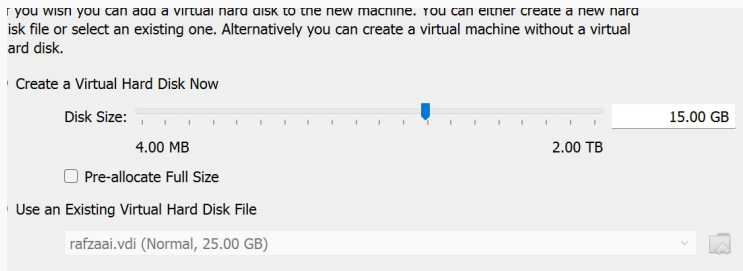 r you wish you can add a virtual hard disk to the new machine. You can either create a new hard
isk file or select an existing one. Alternatively you can create a virtual machine without a virtual
ard disk.
Create a Virtual Hard Disk Now
Disk Size: 15.00 GB
4.00 MB 2.00 TB
Pre-allocate Full Size
Use an Existing Virtual Hard Disk File
rafzaai.vdi (Normal, 25.00 GB)